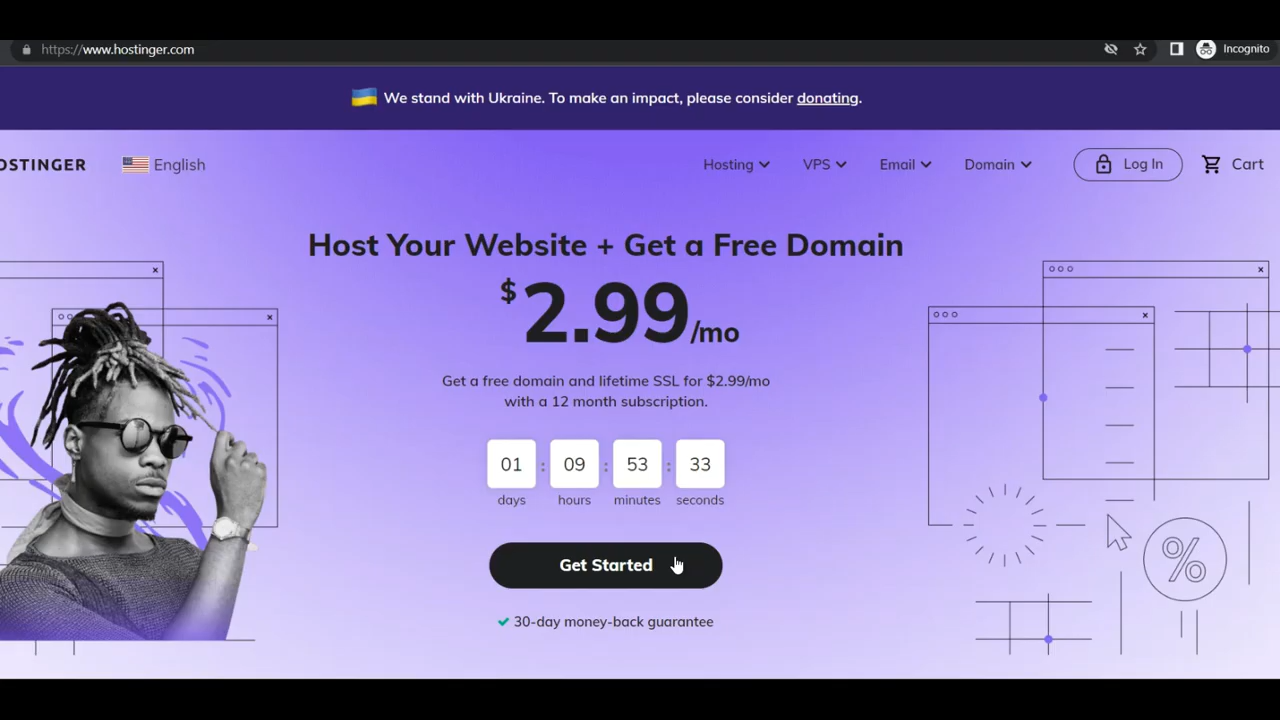 https://www.hostinger.com
Incognito
We stand with Ukraine. To make an impact, please consider donating.
OSTINGER
English
Hosting
VPS
Email
Domain
Log In
Cart
Host Your Website + Get a Free Domain
$2.99/mo
Get a free domain and lifetime SSL for $2.99/mo
with a 12 month subscription.
01 : 09 : 53 : 33
days hours minutes seconds
Get Started
30-day money-back guarantee
%